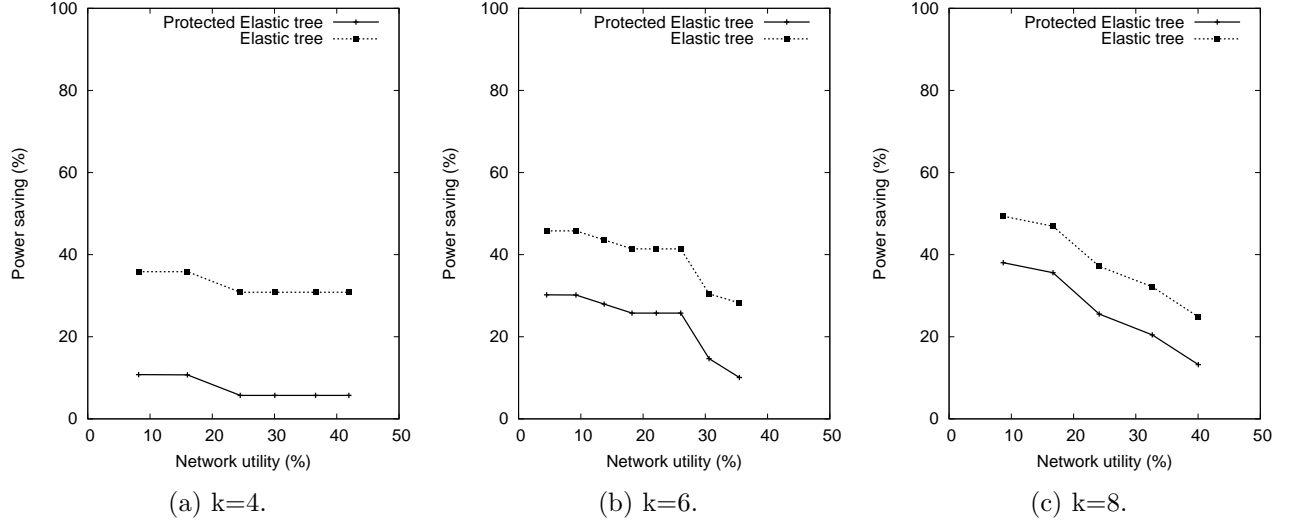 100
80
60
40
20
0
0 10 20 30 40 50
Power saving (%)
Network utility (%)
Protected Elastic tree
Elastic tree
(a) k=4.
100
80
60
40
20
0
0 10 20 30 40 50
Power saving (%)
Network utility (%)
Protected Elastic tree
Elastic tree
(b) k=6.
100
80
60
40
20
0
0 10 20 30 40 50
Power saving (%)
Network utility (%)
Protected Elastic tree
Elastic tree
(c) k=8.